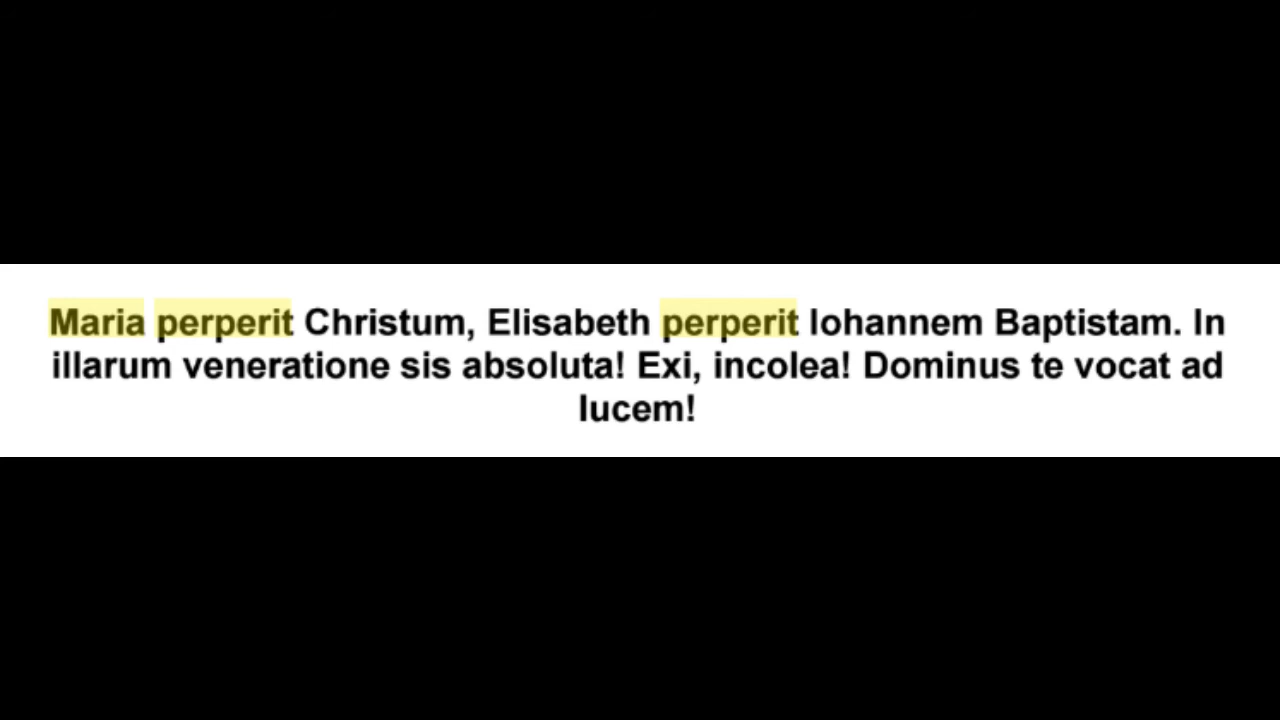 Maria perperit Christum, Elisabeth perperit Iohannem Baptistam. In
illarum veneratione sis absoluta! Exi, incolea! Dominus te vocat ad
lucem!